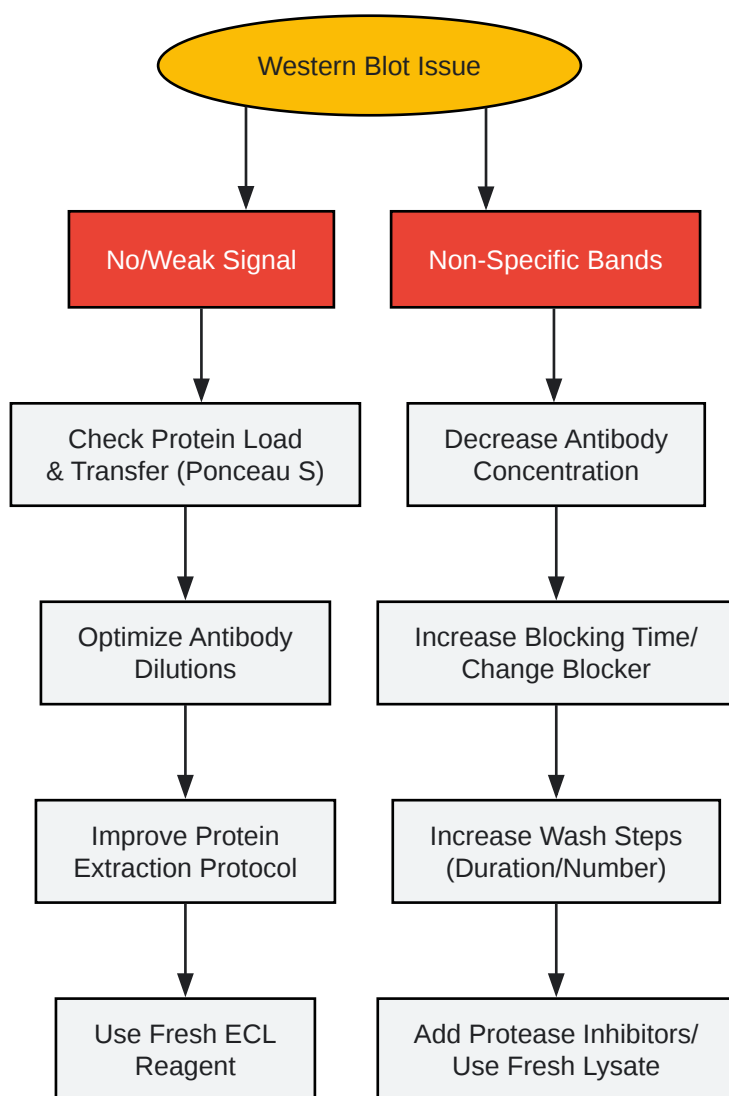 Western Blot Issue
No/Weak Signal
Non-Specific Bands
Check Protein Load
& Transfer (Ponceau S)
Decrease Antibody
Concentration
Optimize Antibody
Dilutions
Increase Blocking Time/
Change Blocker
Improve Protein
Extraction Protocol
Increase Wash Steps
(Duration/Number)
Use Fresh ECL
Reagent
Add Protease Inhibitors/
Use Fresh Lysate